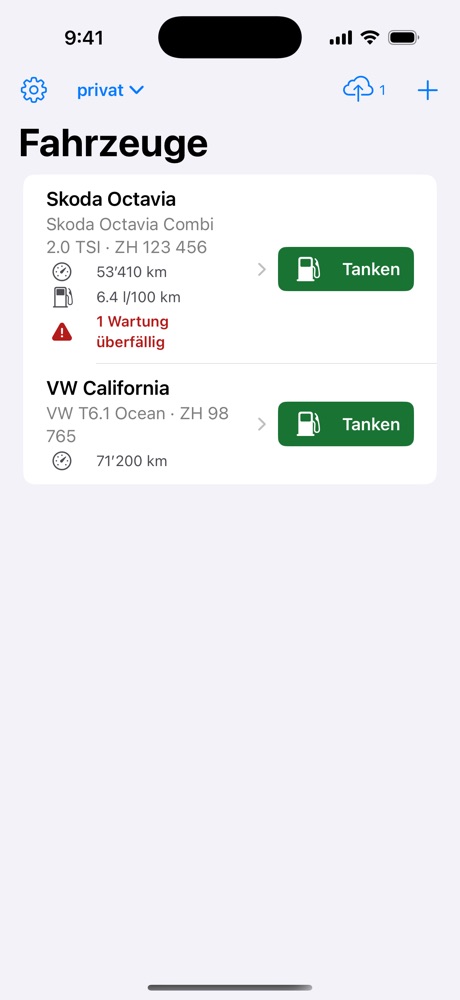 9:41
privat
1
Fahrzeuge
Skoda Octavia
Skoda Octavia Combi
2.0 TSI · ZH 123 456
53’410 km
6.4 l/100 km
1 Wartung
überfällig
Tanken
VW California
VW T6.1 Ocean · ZH 98
765
71’200 km
Tanken